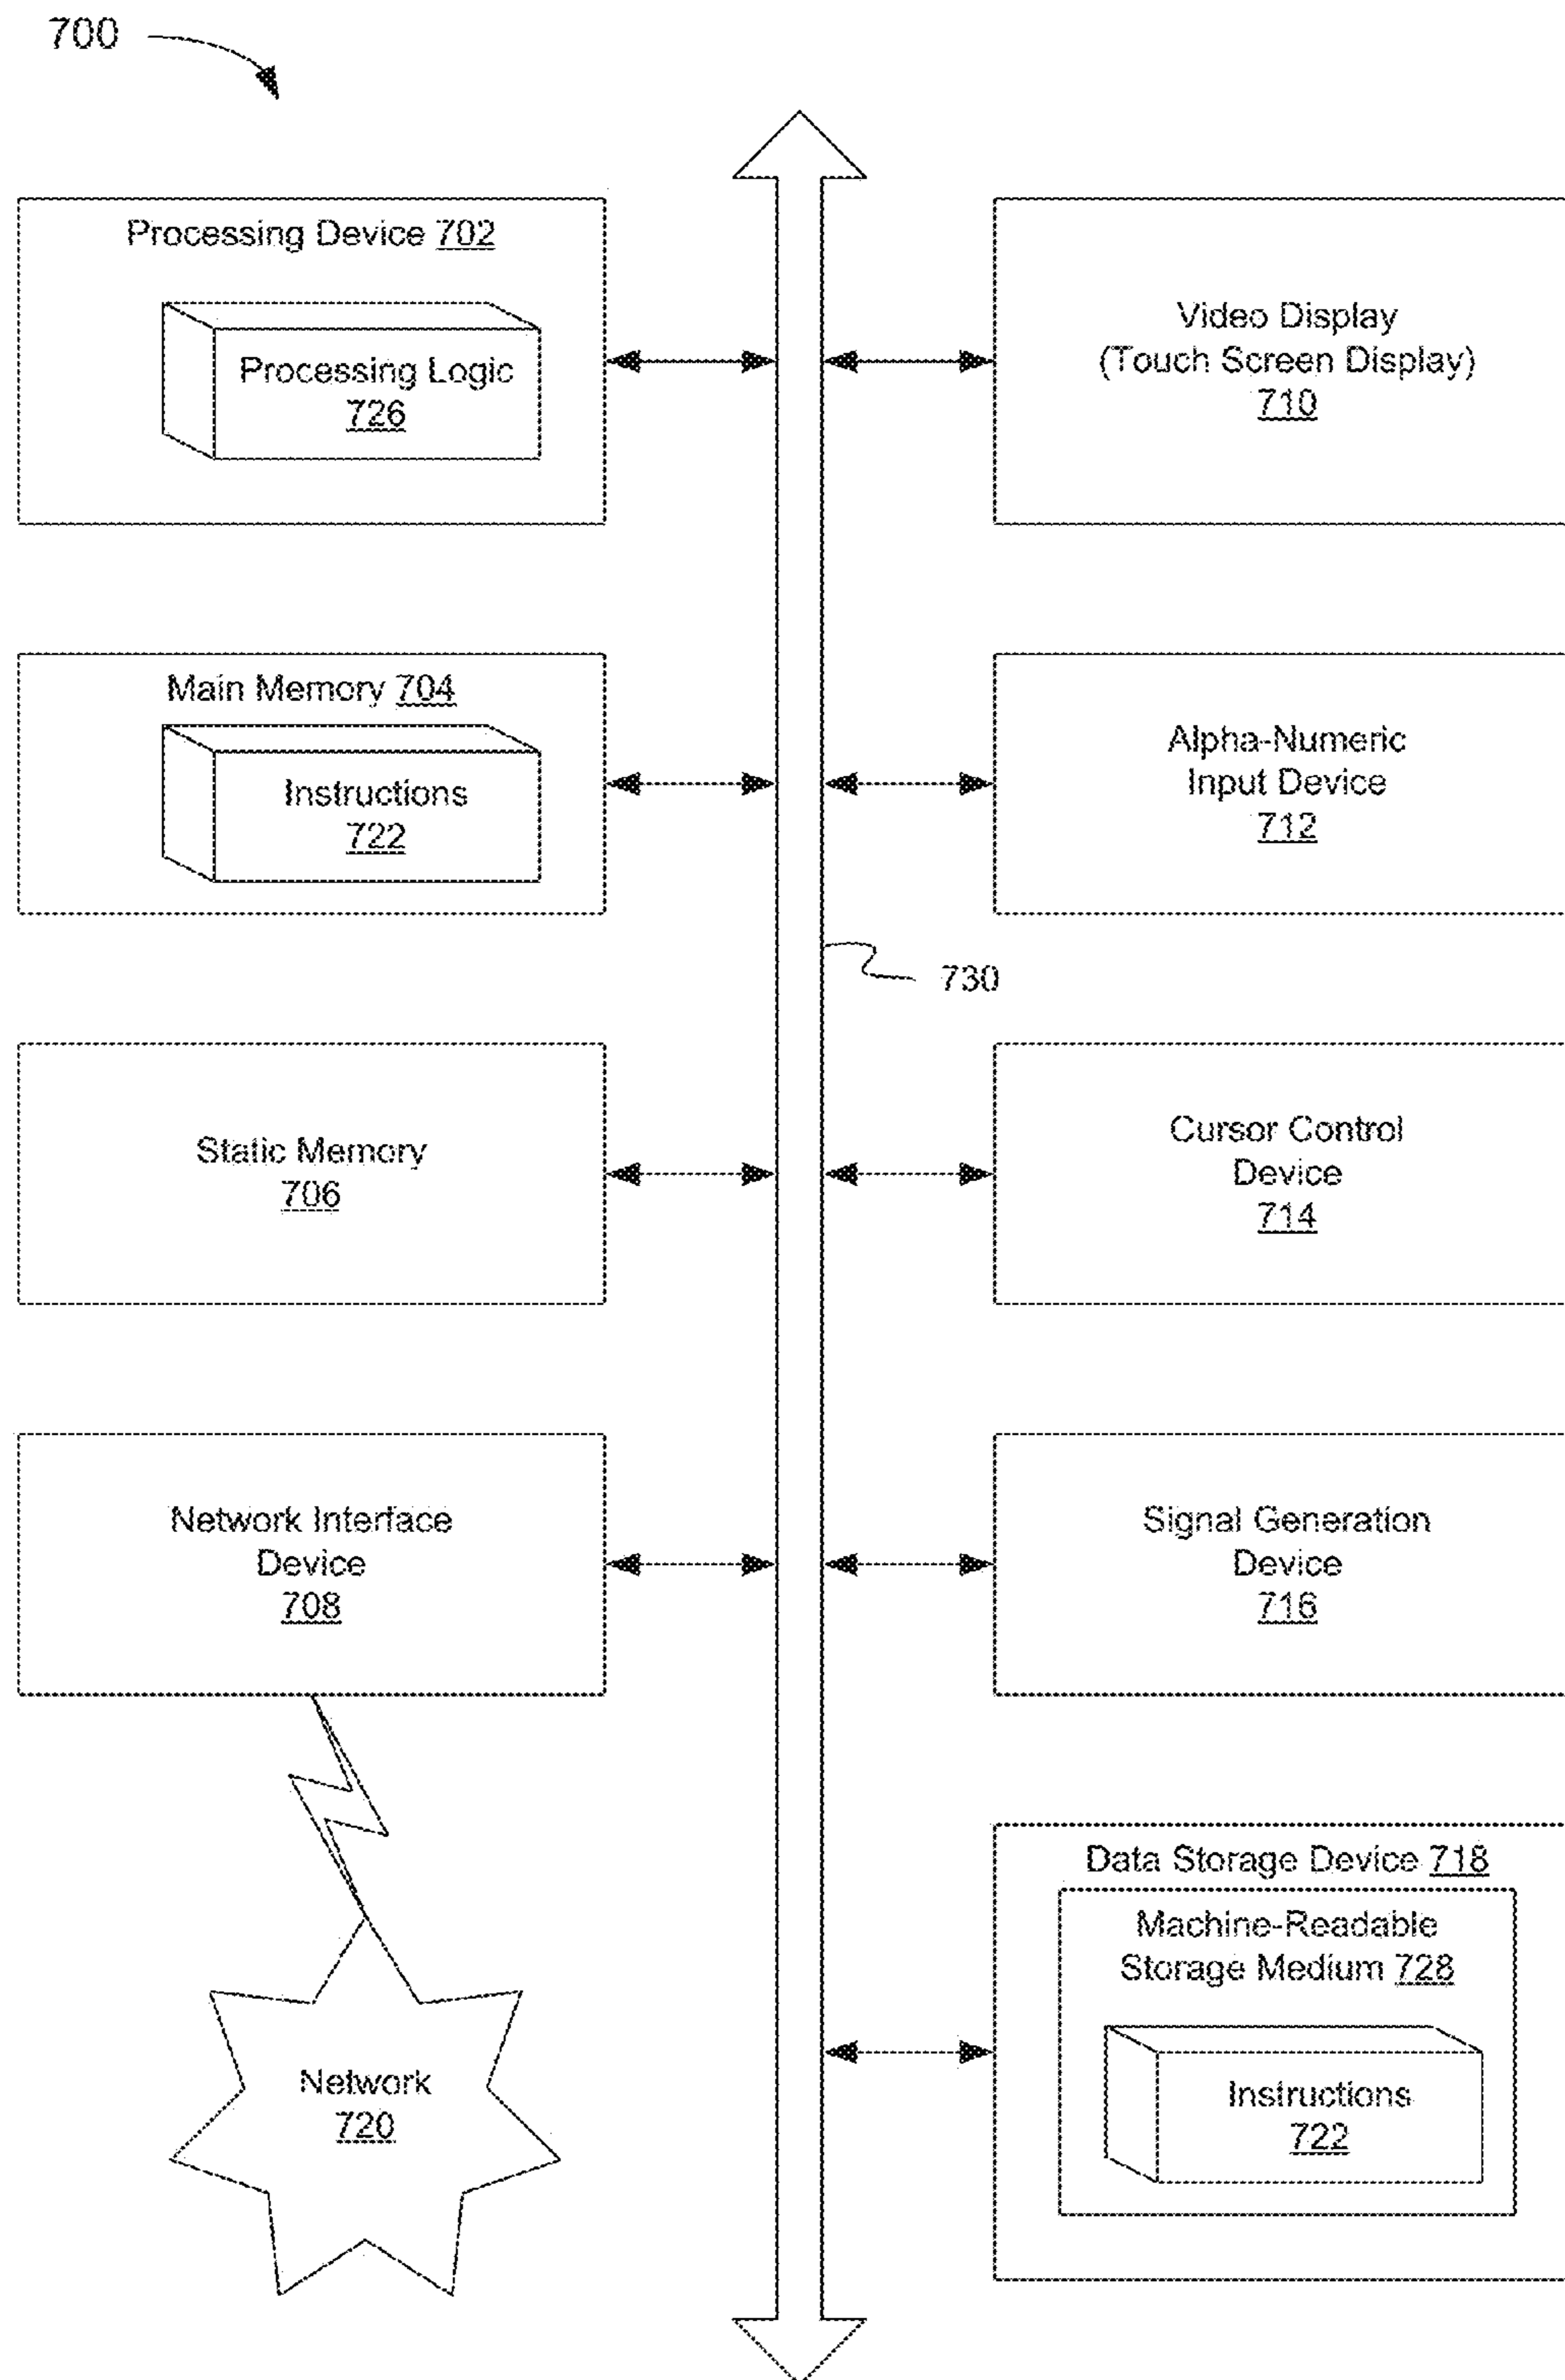 700
Processing Device 702
Processing Logic
726
Video Display
(Touch Screen Display)
710
Main Memory 704
Instructions
722
Alpha-Numeric
Input Device
712
730
Static Memory
706
Cursor Control
Device
714
Network Interface
Device
708
Signal Generation
Device
716
Data Storage Device 718
Machine-Readable
Storage Medium 728
Instructions
722
Network
720